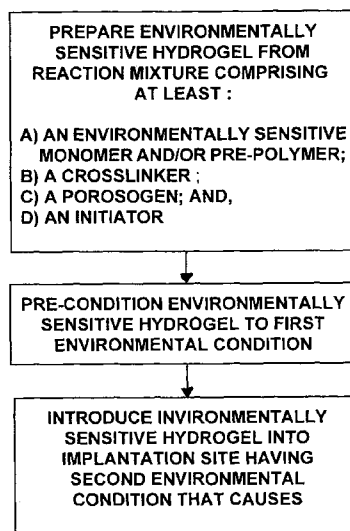 PREPARE ENVIRONMENTALLY
SENSITIVE HYDROGEL FROM
REACTION MIXTURE COMPRISING
AT LEAST :
A) AN ENVIRONMENTALLY SENSITIVE
MONOMER AND/OR PRE-POLYMER;
B) A CROSSLINKER ;
C) A POROSOGEN; AND,
D) AN INITIATOR
PRE-CONDITION ENVIRONMENTALLY
SENSITIVE HYDROGEL TO FIRST
ENVIRONMENTAL CONDITION
INTRODUCE INVIRONMENTALLY
SENSITIVE HYDROGEL INTO
IMPLANTATION SITE HAVING
SECOND ENVIRONMENTAL
CONDITION THAT CAUSES